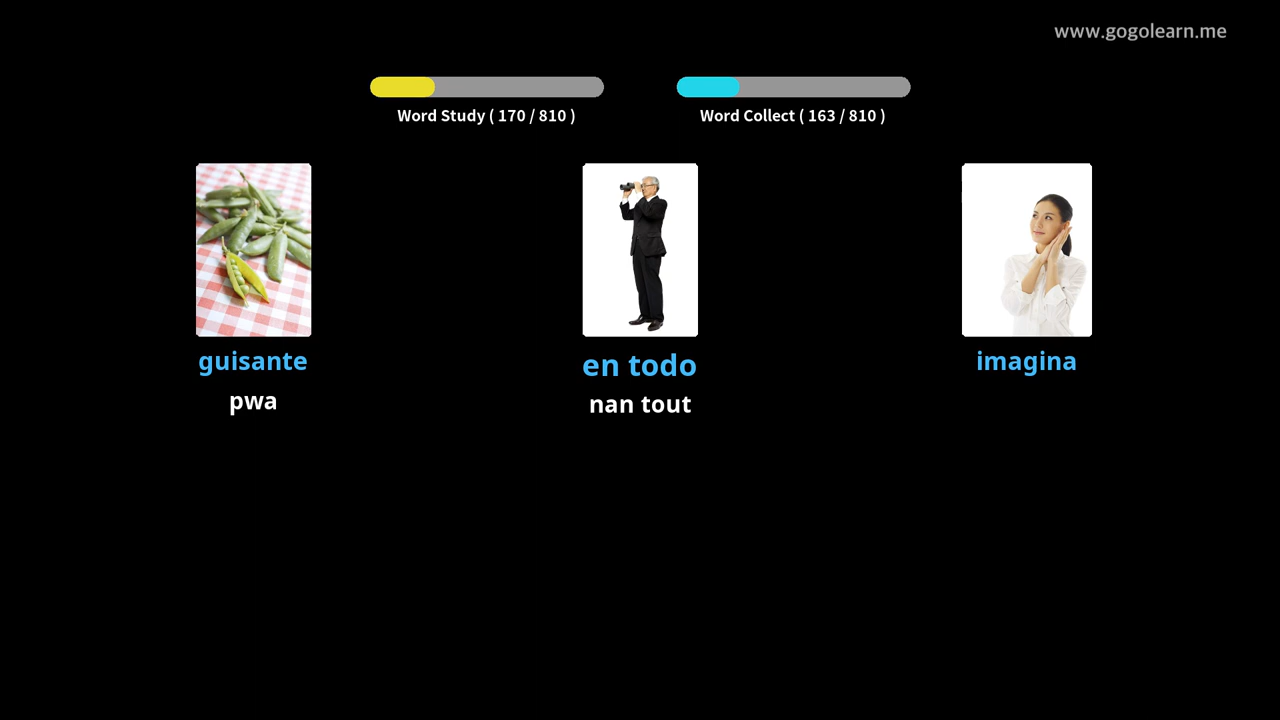 www.gogolearn.me
Word Study ( 170 / 810 )
Word Collect ( 163 / 810 )
guisante
pwa
en todo
nan tout
imagina